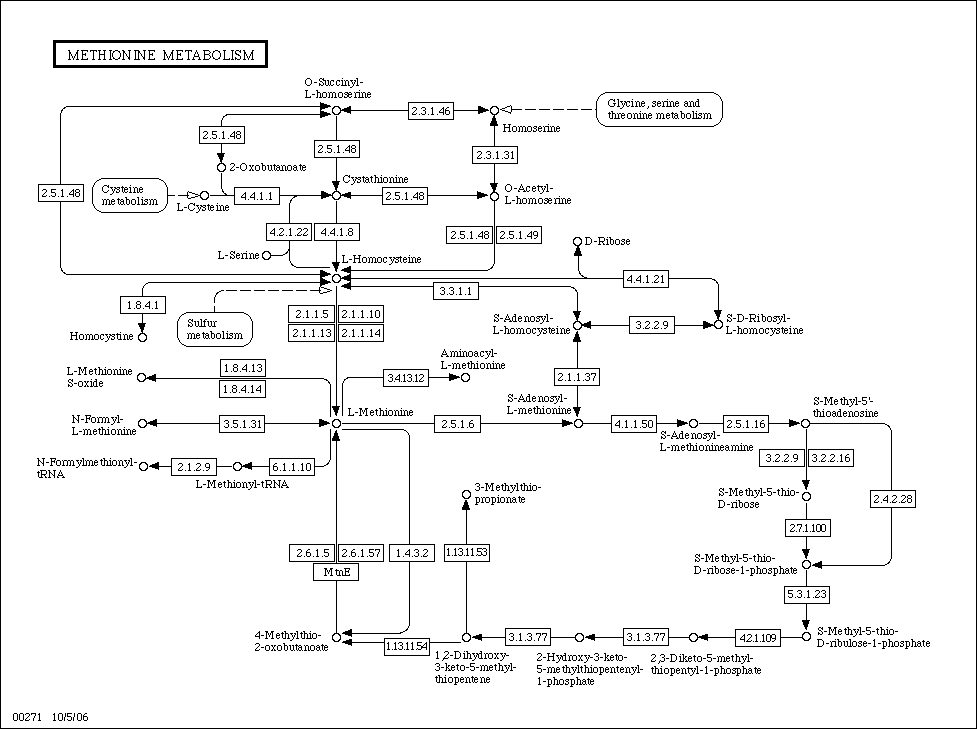 METHIONINE METABOLISM
O-Succinyl-
L-homoserine
2.3.1.46
Glycine, serine and
threonine metabolism
Homoserine
2.5.1.48
2.5.1.48
2.3.1.31
2-Oxobutanoate
Cystathionine
2.5.1.48
Cysteine
metabolism
L-Cysteine
4.4.1.1
2.5.1.48
O-Acetyl-
L-homoserine
4.2.1.22
4.4.1.8
2.5.1.48
2.5.1.49
D-Ribose
L-Serine
L-Homocysteine
4.4.1.21
3.3.1.1
1.8.4.1
Sulfur
metabolism
Homocystine
2.1.1.5
2.1.1.10
2.1.1.13
2.1.1.14
S-Adenosyl-
L-homocysteine
3.2.2.9
S-D-Ribosyl-
L-homocysteine
L-Methionine
S-oxide
1.8.4.13
1.8.4.14
Aminoacyl-
L-methionine
3.4.13.12
2.1.1.37
N-Formyl-
L-methionine
3.5.1.31
L-Methionine
2.5.1.6
S-Adenosyl-
L-methionine
4.1.1.50
S-Adenosyl-
L-methionineamine
2.5.1.16
S-Methyl-5'-
thioadenosine
N-Formylmethionyl-
tRNA
2.1.2.9
6.1.1.10
L-Methionyl-tRNA
3.2.2.9
3.2.2.16
3-Methylthio-
propionate
S-Methyl-5-thio-
D-ribose
2.4.2.28
2.7.1.100
2.6.1.5
2.6.1.57
MtnE
1.4.3.2
1.13.11.53
S-Methyl-5-thio-
D-ribose-1-phosphate
5.3.1.23
4-Methylthio-
2-oxobutanoate
1.13.11.54
3.1.3.77
3.1.3.77
4.2.1.109
S-Methyl-5-thio-
D-ribulose-1-phosphate
1,2-Dihydroxy-
3-keto-5-methyl-
thiopentene
2-Hydroxy-3-keto-
5-methylthiopentenyl-
1-phosphate
2,3-Diketo-5-methyl-
thiopentyl-1-phosphate
00271 10/5/06